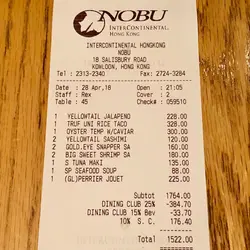 NOBU
INTERCONTINENTAL
HONG KONG
INTERCONTINENTAL HONGKONG
NOBU
18 SALISBURY ROAD
KOWLOON, HONG KONG
Tel : 2313-2340 Fax : 2724-3284
Date : 28 Apr,18 Open : 21:05
Staff : Rex Cover : 2
Table : 45 Check# : 059510
2 YELLOWTAIL JALAPENO 228.00
1 TRUF UNI RICE TACO 328.00
1 OYSTER TEMP W/CAVIAR 300.00
2 YELLOWTAIL SASHIMI 120.00
2 GOLD.EYE SNAPPER SA 160.00
2 BIG SWEET SHRIMP SA 180.00
1 S TUNA MAKI 135.00
1 SP SEAFOOD SOUP 88.00
1 (GL)PERRIER JOUET 225.00
Subtot 1764.00
DINING CLUB 25% -384.70
DINING CLUB 15% Bev -33.70
10% S. C. 176.40
Total 1522.00